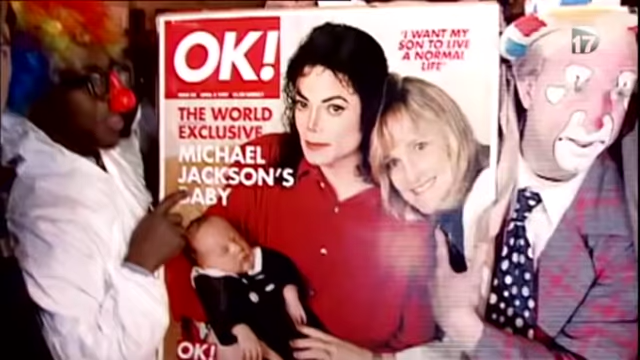 OK!
'I WANT MY
SON TO LIVE
A NORMAL
LIFE'
17
THE WORLD
EXCLUSIVE
MICHAEL
JACKSON'S
BABY
OK!